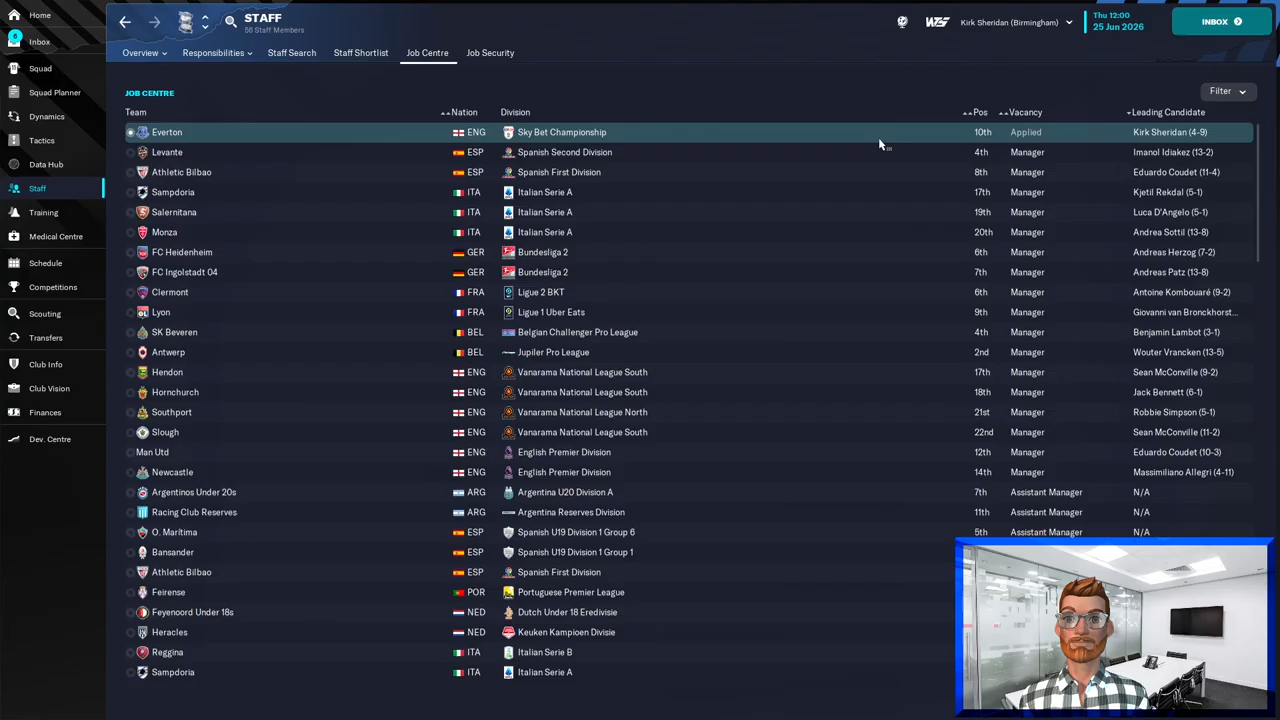 STAFF
56 Staff Members
Kirk Sheridan (Birmingham)
Thu 12:00
25 Jun 2026
INBOX
Overview
Responsibilities
Staff Search
Staff Shortlist
Job Centre
Job Security
Home
6
Inbox
Squad
Squad Planner
Dynamics
Tactics
Data Hub
Staff
Training
Medical Centre
Schedule
Competitions
Scouting
Transfers
Club Info
Club Vision
Finances
Dev. Centre
JOB CENTRE
Filter
Team Nation Division Pos Vacancy Leading Candidate
Everton ENG Sky Bet Championship 10th Applied Kirk Sheridan (4-9)
Levante ESP Spanish Second Division 4th Manager Imanol Idiakez (13-2)
Athletic Bilbao ESP Spanish First Division 8th Manager Eduardo Coudet (11-4)
Sampdoria ITA Italian Serie A 17th Manager Kjetil Rekdal (5-1)
Salernitana ITA Italian Serie A 19th Manager Luca D'Angelo (5-1)
Monza ITA Italian Serie A 20th Manager Andrea Sottil (13-8)
FC Heidenheim GER Bundesliga 2 6th Manager Andreas Herzog (7-2)
FC Ingolstadt 04 GER Bundesliga 2 7th Manager Andreas Patz (13-8)
Clermont FRA Ligue 2 BKT 6th Manager Antoine Kombouaré (9-2)
Lyon FRA Ligue 1 Uber Eats 9th Manager Giovanni van Bronckhorst...
SK Beveren BEL Belgian Challenger Pro League 4th Manager Benjamin Lambot (3-1)
Antwerp BEL Jupiler Pro League 2nd Manager Wouter Vrancken (13-5)
Hendon ENG Vanarama National League South 17th Manager Sean McConville (9-2)
Hornchurch ENG Vanarama National League South 18th Manager Jack Bennett (6-1)
Southport ENG Vanarama National League North 21st Manager Robbie Simpson (5-1)
Slough ENG Vanarama National League South 22nd Manager Sean McConville (11-2)
Man Utd ENG English Premier Division 12th Manager Eduardo Coudet (10-3)
Newcastle ENG English Premier Division 14th Manager Massimiliano Allegri (4-11)
Argentinos Under 20s ARG Argentina U20 Division A 7th Assistant Manager N/A
Racing Club Reserves ARG Argentina Reserves Division 11th Assistant Manager N/A
O. Marítima ESP Spanish U19 Division 1 Group 6 5th Assistant Manager N/A
Bansander ESP Spanish U19 Division 1 Group 1
Athletic Bilbao ESP Spanish First Division
Feirense POR Portuguese Premier League
Feyenoord Under 18s NED Dutch Under 18 Eredivisie
Heracles NED Keuken Kampioen Divisie
Reggina ITA Italian Serie B
Sampdoria ITA Italian Serie A